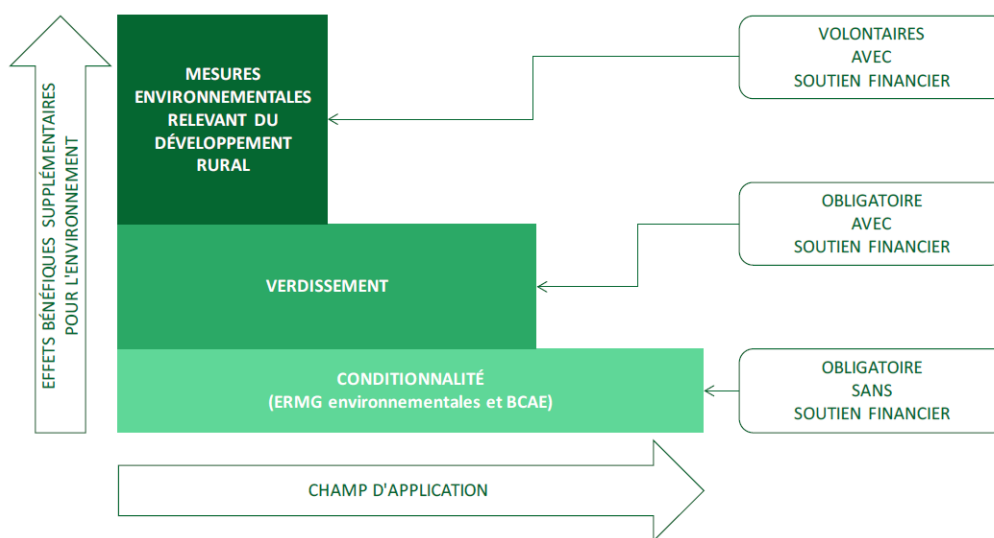 EFFETS BÉNÉFIQUES SUPPLÉMENTAIRES
POUR L'ENVIRONNEMENT
MESURES
ENVIRONNEMENTALES
RELEVANT DU
DÉVELOPPEMENT
RURAL
VOLONTAIRES
AVEC
SOUTIEN FINANCIER
VERDISSEMENT
OBLIGATOIRE
AVEC
SOUTIEN FINANCIER
CONDITIONNALITÉ
(ERMG environnementales et BCAE)
OBLIGATOIRE
SANS
SOUTIEN FINANCIER
CHAMP D'APPLICATION